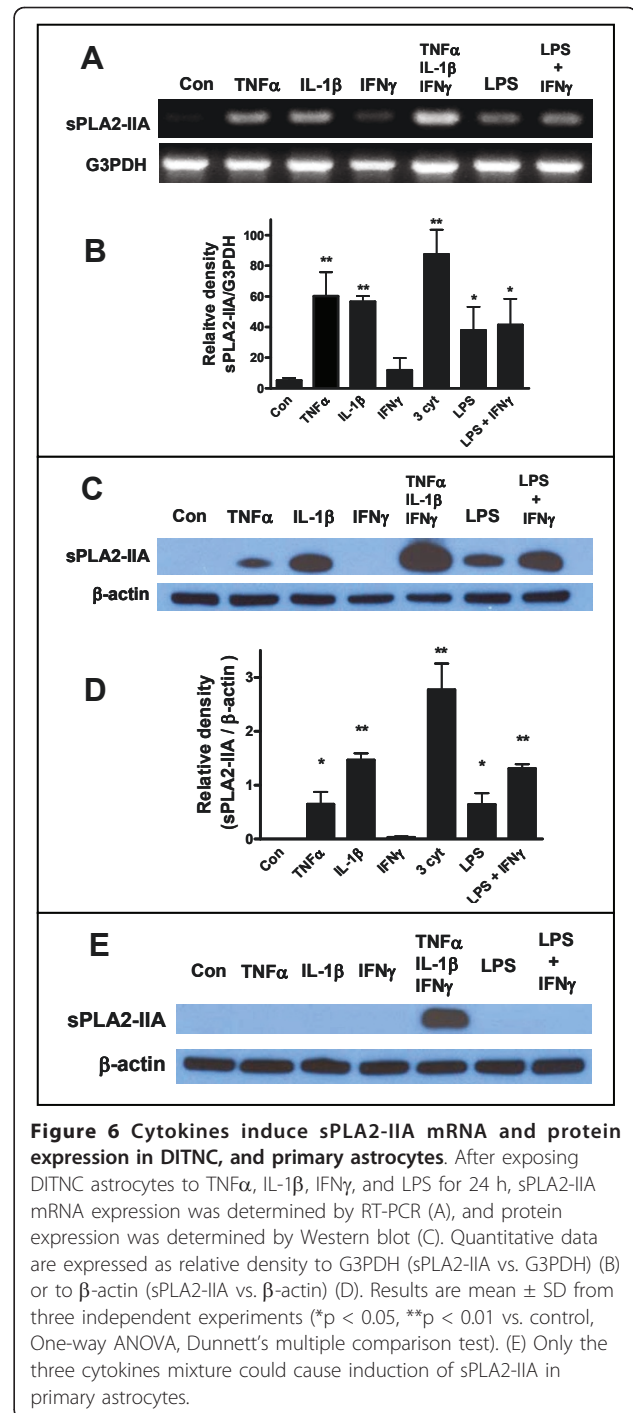 A
Con TNFα IL-1β IFNγ TNFα IL-1β IFNγ LPS LPS + IFNγ
sPLA2-IIA
G3PDH
B
Relaitve density
sPLA2-IIA/G3PDH
100
80
60
40
20
0
** ** ** * *
Con TNFα IL-1β IFNγ 3 cyt LPS LPS + IFNγ
C
Con TNFα IL-1β IFNγ TNFα IL-1β IFNγ LPS LPS + IFNγ
sPLA2-IIA
β-actin
D
Relative density
(sPLA2-IIA / β-actin )
3
2
1
0
* ** ** * **
Con TNFα IL-1β IFNγ 3 cyt LPS LPS + IFNγ
E
Con TNFα IL-1β IFNγ TNFα IL-1β IFNγ LPS LPS + IFNγ
sPLA2-IIA
β-actin
Figure 6 Cytokines induce sPLA2-IIA mRNA and protein
expression in DITNC, and primary astrocytes. After exposing
DITNC astrocytes to TNFα, IL-1β, IFNγ, and LPS for 24 h, sPLA2-IIA
mRNA expression was determined by RT-PCR (A), and protein
expression was determined by Western blot (C). Quantitative data
are expressed as relative density to G3PDH (sPLA2-IIA vs. G3PDH) (B)
or to β-actin (sPLA2-IIA vs. β-actin) (D). Results are mean ± SD from
three independent experiments (*p < 0.05, **p < 0.01 vs. control,
One-way ANOVA, Dunnett's multiple comparison test). (E) Only the
three cytokines mixture could cause induction of sPLA2-IIA in
primary astrocytes.